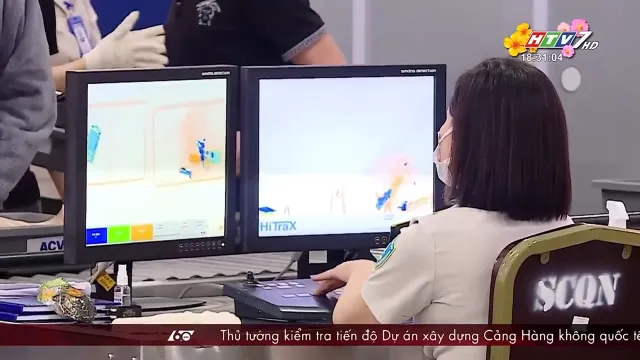 HTV7 HD
18:31:04
smiths detection
smiths detection
HiTraX
ACV
SCQN
60
Thủ tướng kiểm tra tiến độ Dự án xây dựng Cảng Hàng không quốc tế